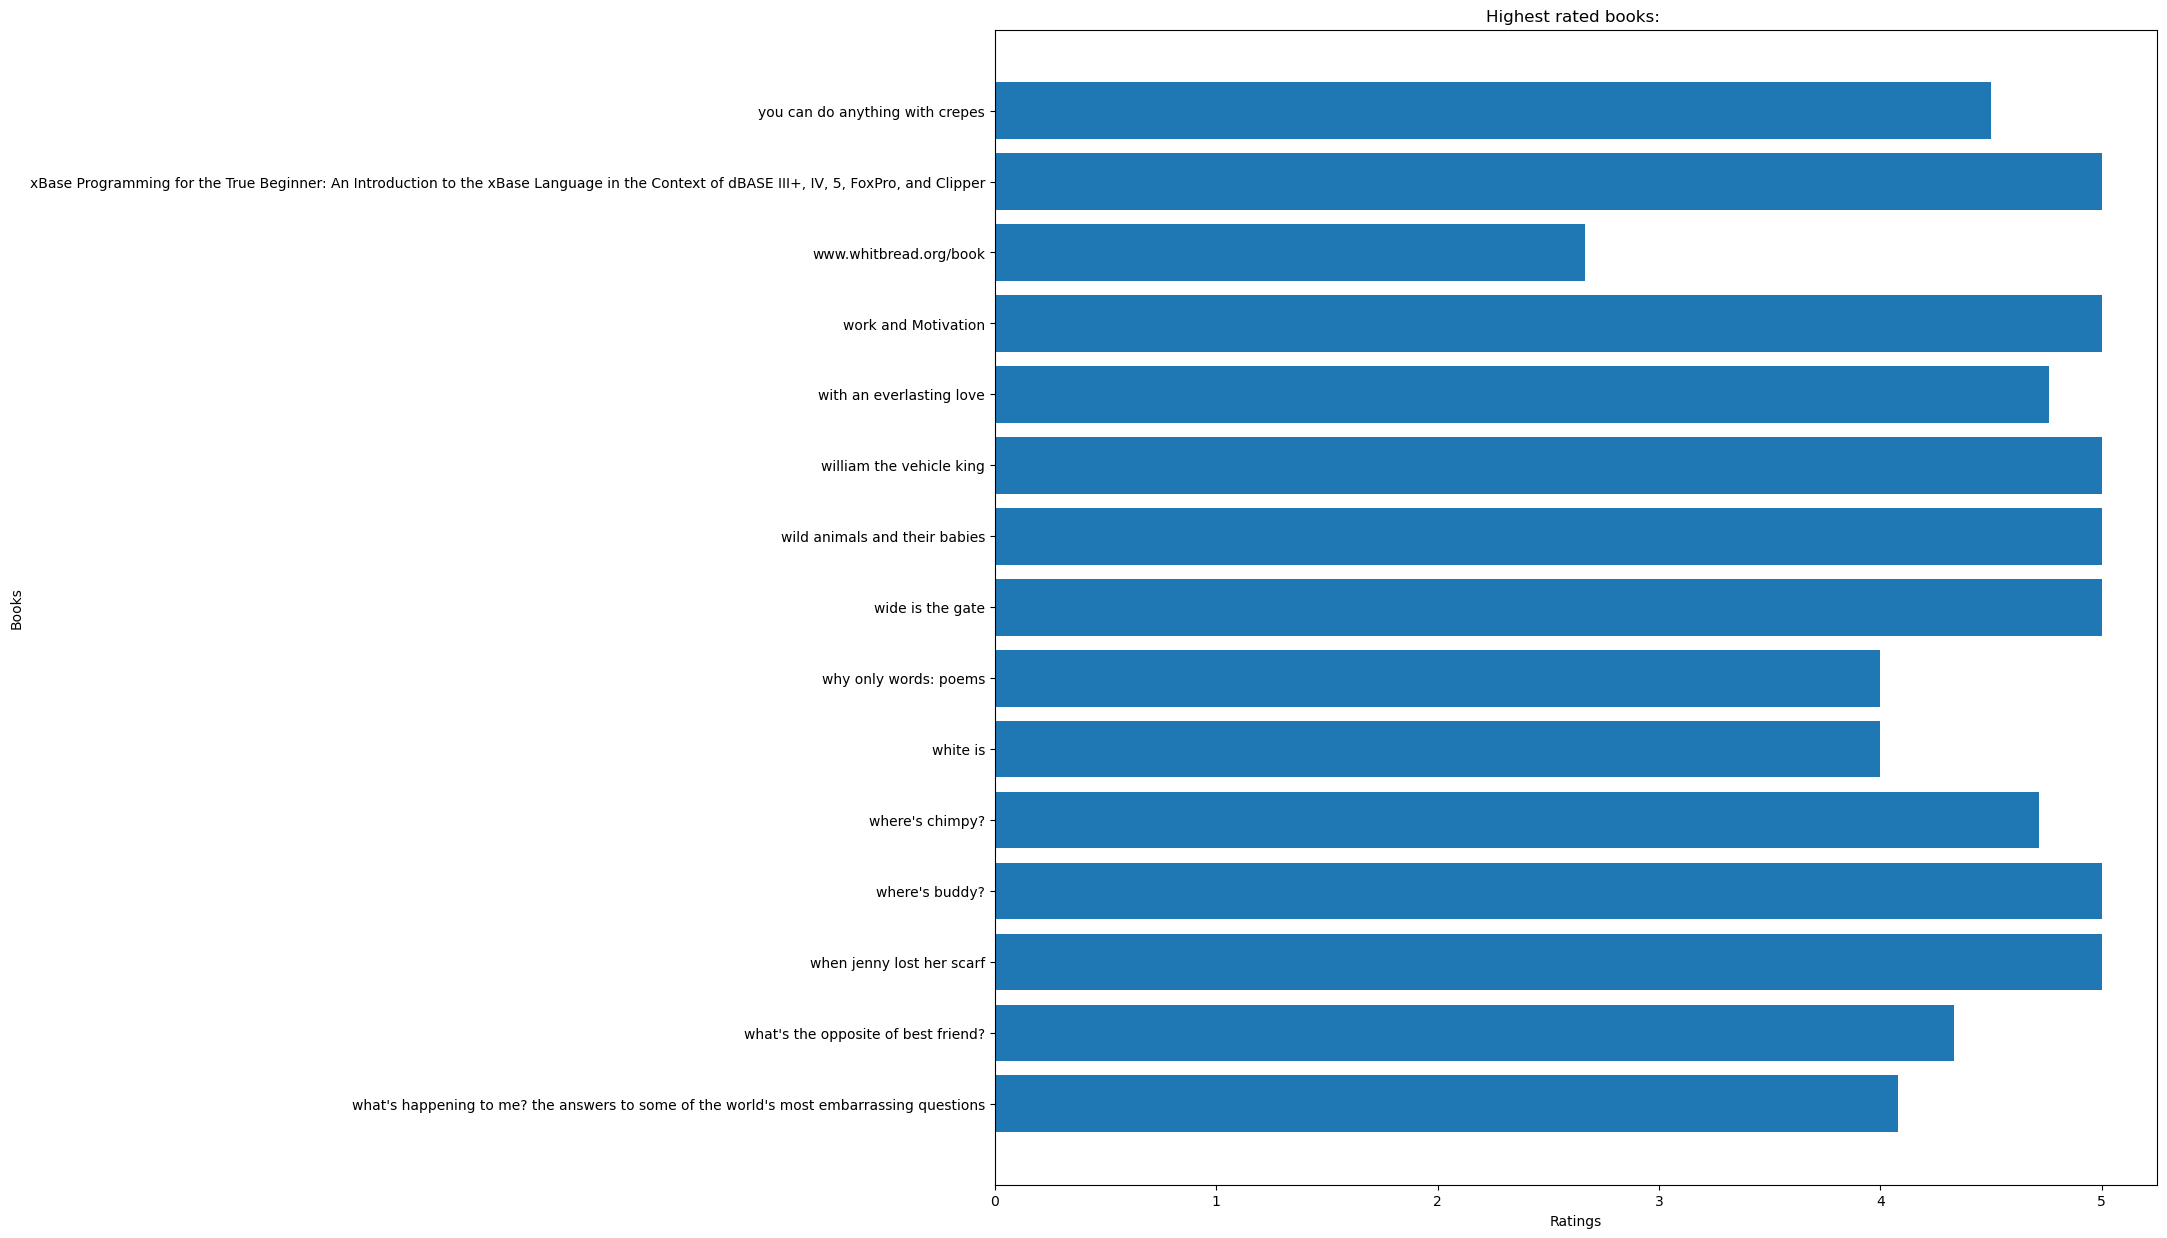 Highest rated books:
you can do anything with crepes
xBase Programming for the True Beginner: An Introduction to the xBase Language in the Context of dBASE III+, IV, 5, FoxPro, and Clipper
www.whitbread.org/book
work and Motivation
with an everlasting love
william the vehicle king
wild animals and their babies
wide is the gate
why only words: poems
white is
where's chimpy?
where's buddy?
when jenny lost her scarf
what's the opposite of best friend?
what's happening to me? the answers to some of the world's most embarrassing questions
Books
0 1 2 3 4 5
Ratings